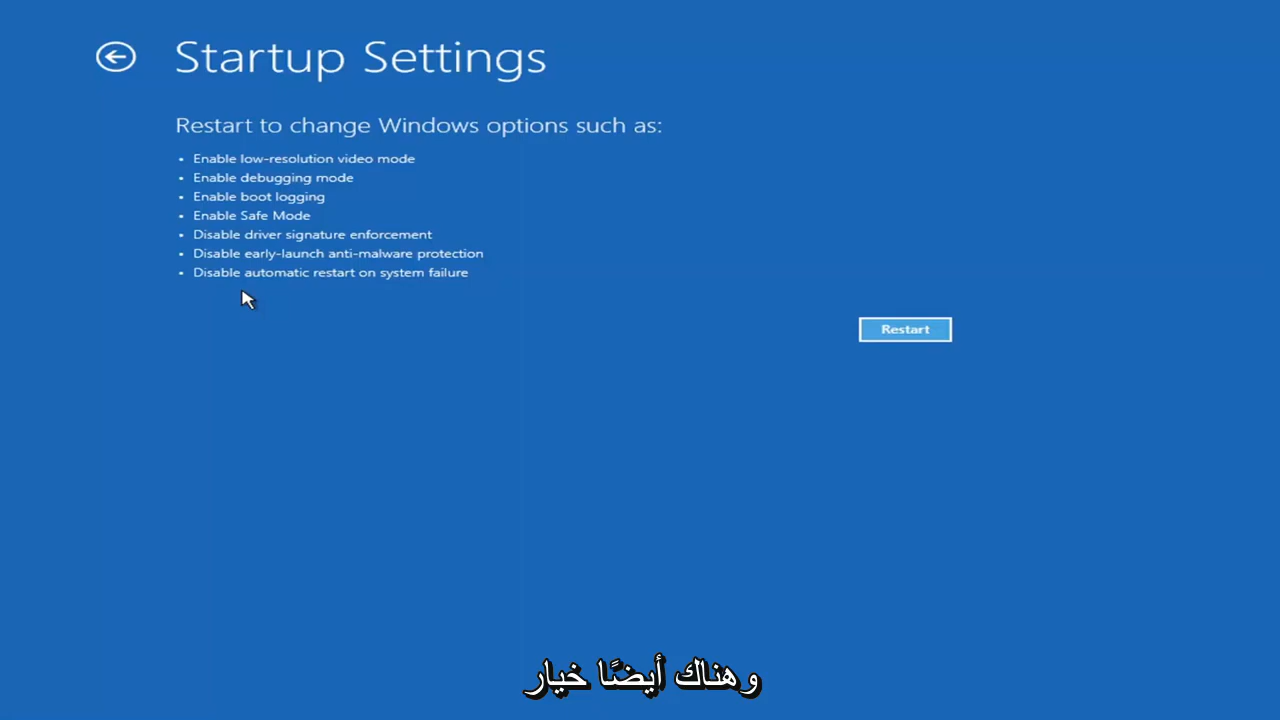 Startup Settings
Restart to change Windows options such as:
• Enable low-resolution video mode
• Enable debugging mode
• Enable boot logging
• Enable Safe Mode
• Disable driver signature enforcement
• Disable early-launch anti-malware protection
• Disable automatic restart on system failure
Restart
وهناك أيضًا خيار